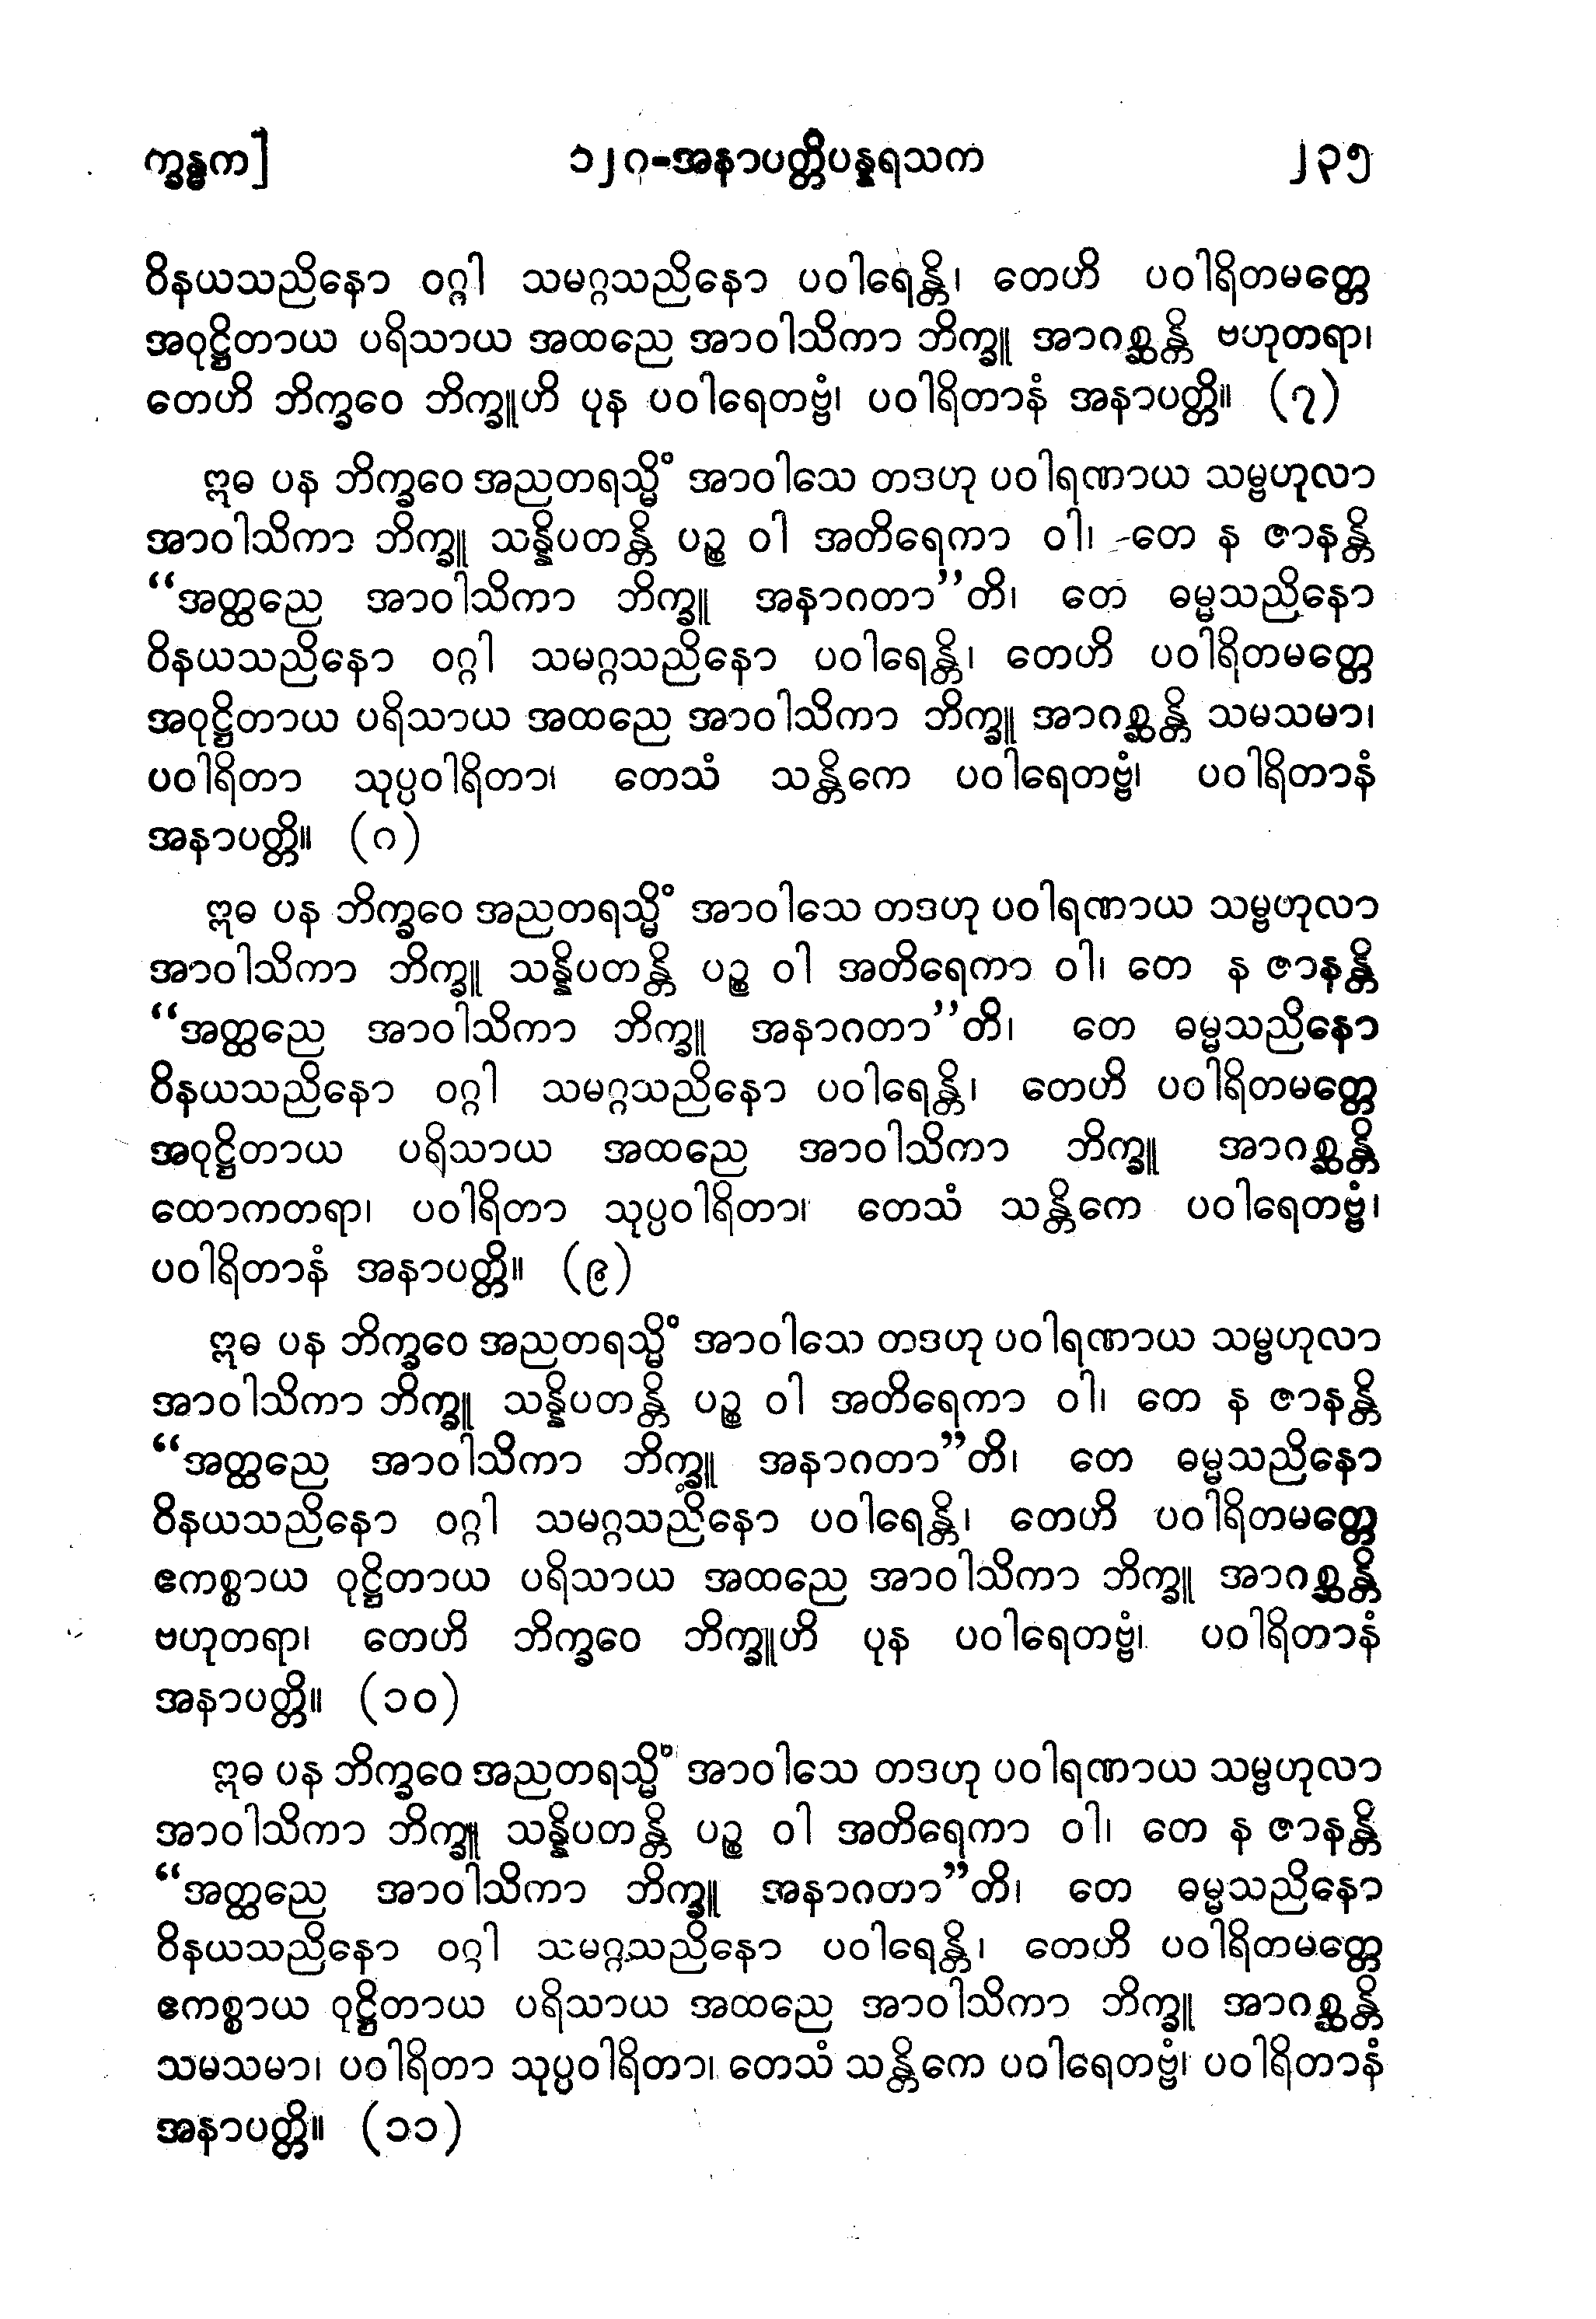 က္ခန္ဓက] ၁၂ဂ-အနာပတ္တိပန္နရသက ၂၃၅
ဝိနယသညိနော ဝဂ္ဂါ သမဂ္ဂသညိနော ပဝါရေန္တိ၊ တေဟိ ပဝါရိတမတ္တေ
အဝုဋ္ဌိတာယ ပရိသာယ အထညေ အာဝါသိကာ ဘိက္ခူ အာဂစ္ဆန္တိ ဗဟုတရာ၊
တေဟိ ဘိက္ခဝေ ဘိက္ခူဟိ ပုန ပဝါရေတဗ္ဗံ၊ ပဝါရိတာနံ အနာပတ္တိ။ (၇)
ဣဓ ပန ဘိက္ခဝေ အညတရသ္မိံ အာဝါသေ တဒဟု ပဝါရဏာယ သမ္ဗဟုလာ
အာဝါသိကာ ဘိက္ခူ သန္နိပတန္တိ ပဉ္စ ဝါ အတိရေကာ ဝါ၊ တေ န ဇာနန္တိ
“အတ္ထညေ အာဝါသိကာ ဘိက္ခူ အနာဂတာ”တိ၊ တေ ဓမ္မသညိနော
ဝိနယသညိနော ဝဂ္ဂါ သမဂ္ဂသညိနော ပဝါရေန္တိ၊ တေဟိ ပဝါရိတမတ္တေ
အဝုဋ္ဌိတာယ ပရိသာယ အထညေ အာဝါသိကာ ဘိက္ခူ အာဂစ္ဆန္တိ သမသမာ၊
ပဝါရိတာ သုပ္ပဝါရိတာ၊ တေသံ သန္တိကေ ပဝါရေတဗ္ဗံ၊ ပဝါရိတာနံ
အနာပတ္တိ။ (ဂ)
ဣဓ ပန ဘိက္ခဝေ အညတရသ္မိံ အာဝါသေ တဒဟု ပဝါရဏာယ သမ္ဗဟုလာ
အာဝါသိကာ ဘိက္ခူ သန္နိပတန္တိ ပဉ္စ ဝါ အတိရေကာ ဝါ၊ တေ န ဇာနန္တိ
“အတ္ထညေ အာဝါသိကာ ဘိက္ခူ အနာဂတာ”တိ၊ တေ ဓမ္မသညိနော
ဝိနယသညိနော ဝဂ္ဂါ သမဂ္ဂသညိနော ပဝါရေန္တိ၊ တေဟိ ပဝါရိတမတ္တေ
အဝုဋ္ဌိတာယ ပရိသာယ အထညေ အာဝါသိကာ ဘိက္ခူ အာဂစ္ဆန္တိ
ထောကတရာ၊ ပဝါရိတာ သုပ္ပဝါရိတာ၊ တေသံ သန္တိကေ ပဝါရေတဗ္ဗံ၊
ပဝါရိတာနံ အနာပတ္တိ။ (၉)
ဣဓ ပန ဘိက္ခဝေ အညတရသ္မိံ အာဝါသေ တဒဟု ပဝါရဏာယ သမ္ဗဟုလာ
အာဝါသိကာ ဘိက္ခူ သန္နိပတန္တိ ပဉ္စ ဝါ အတိရေကာ ဝါ၊ တေ န ဇာနန္တိ
“အတ္ထညေ အာဝါသိကာ ဘိက္ခူ အနာဂတာ”တိ၊ တေ ဓမ္မသညိနော
ဝိနယသညိနော ဝဂ္ဂါ သမဂ္ဂသညိနော ပဝါရေန္တိ၊ တေဟိ ပဝါရိတမတ္တေ
ဧကစ္စာယ ဝုဋ္ဌိတာယ ပရိသာယ အထညေ အာဝါသိကာ ဘိက္ခူ အာဂစ္ဆန္တိ
ဗဟုတရာ၊ တေဟိ ဘိက္ခဝေ ဘိက္ခူဟိ ပုန ပဝါရေတဗ္ဗံ၊ ပဝါရိတာနံ
အနာပတ္တိ။ (၁၀)
ဣဓ ပန ဘိက္ခဝေ အညတရသ္မိံ အာဝါသေ တဒဟု ပဝါရဏာယ သမ္ဗဟုလာ
အာဝါသိကာ ဘိက္ခူ သန္နိပတန္တိ ပဉ္စ ဝါ အတိရေကာ ဝါ၊ တေ န ဇာနန္တိ
“အတ္ထညေ အာဝါသိကာ ဘိက္ခူ အနာဂတာ”တိ၊ တေ ဓမ္မသညိနော
ဝိနယသညိနော ဝဂ္ဂါ သမဂ္ဂသညိနော ပဝါရေန္တိ၊ တေဟိ ပဝါရိတမတ္တေ
ဧကစ္စာယ ဝုဋ္ဌိတာယ ပရိသာယ အထညေ အာဝါသိကာ ဘိက္ခူ အာဂစ္ဆန္တိ
သမသမာ၊ ပဝါရိတာ သုပ္ပဝါရိတာ၊ တေသံ သန္တိကေ ပဝါရေတဗ္ဗံ၊ ပဝါရိတာနံ
အနာပတ္တိ။ (၁၁)